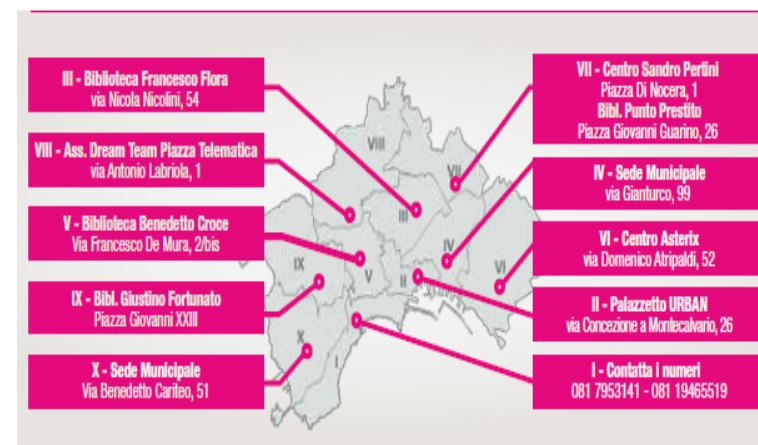 III - Biblioteca Francesco Flora
via Nicola Nicolini, 54
VIII - Ass. Dream Team Piazza Telematica
via Antonio Labriola, 1
V - Biblioteca Benedetto Croce
Via Francesco De Mura, 2/bis
IX - Bibl. Giustino Fortunato
Piazza Giovanni XXIII
X - Sede Municipale
Via Benedetto Cariteo, 51
VIII
VII
III
IV
IX
V
II
VI
X
I
VII - Centro Sandro Pertini
Piazza Di Nocera, 1
Bibl. Punto Prestito
Piazza Giovanni Guarino, 26
IV - Sede Municipale
via Gianturco, 99
VI - Centro Asterix
via Domenico Atripaldi, 52
II - Palazzetto URBAN
via Concezione a Montecalvario, 26
I - Contatta i numeri
081 7953141 - 081 19465519